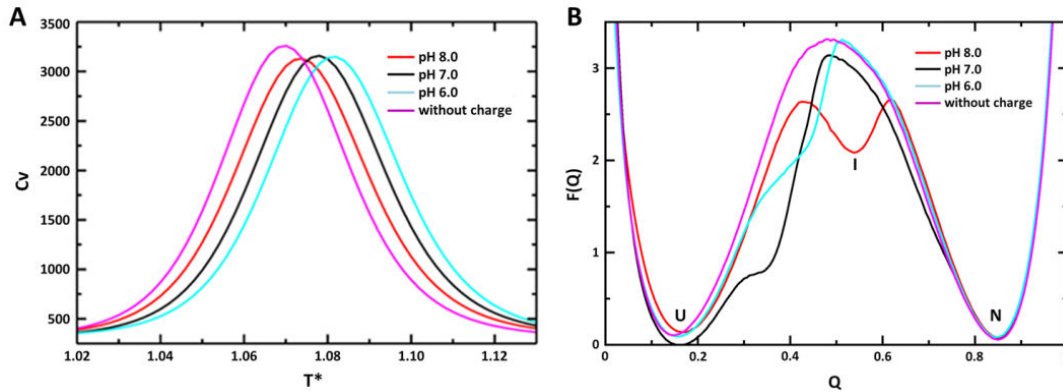 A
3500
3000
2500
2000
1500
1000
500
Cv
1.02
1.04
1.06
1.08
1.10
1.12
T*
pH 8.0
pH 7.0
pH 6.0
without charge
B
3
2
1
0
F(Q)
0
0.2
0.4
0.6
0.8
Q
pH 8.0
pH 7.0
pH 6.0
without charge
U
I
N